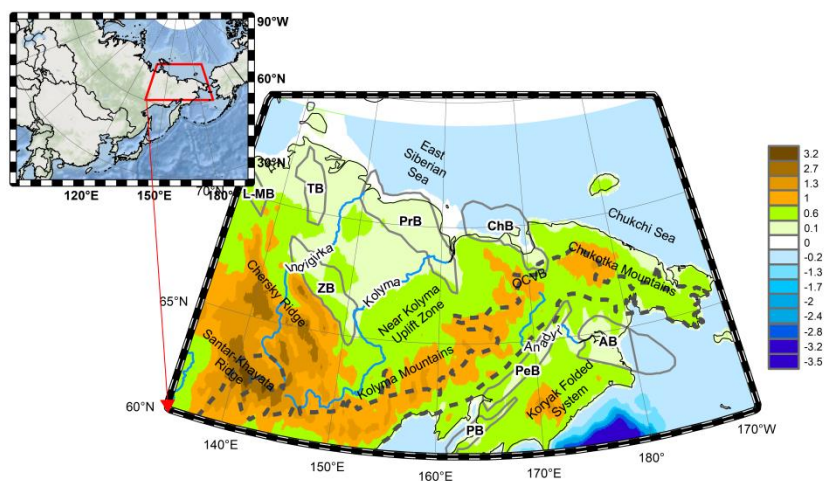 90°W
60°N
30°N
120°E
150°E
70°N
180°W
East
Siberian
Sea
Chukchi Sea
L-MB
TB
PrB
ChB
Indigirka
ZB
Kolyma
Chersky Ridge
OCVB
Chukotka Mountains
Near Kolyma
Uplift Zone
65°N
Santar-Khayata
Ridge
Kolyma Mountains
Anadyr
AB
PeB
Koryak Folded
System
PB
60°N
140°E
150°E
160°E
170°E
180°
170°W
3.2
2.7
1.3
1
0.6
0.1
0
-0.2
-1.3
-1.7
-2
-2.4
-2.8
-3.2
-3.5